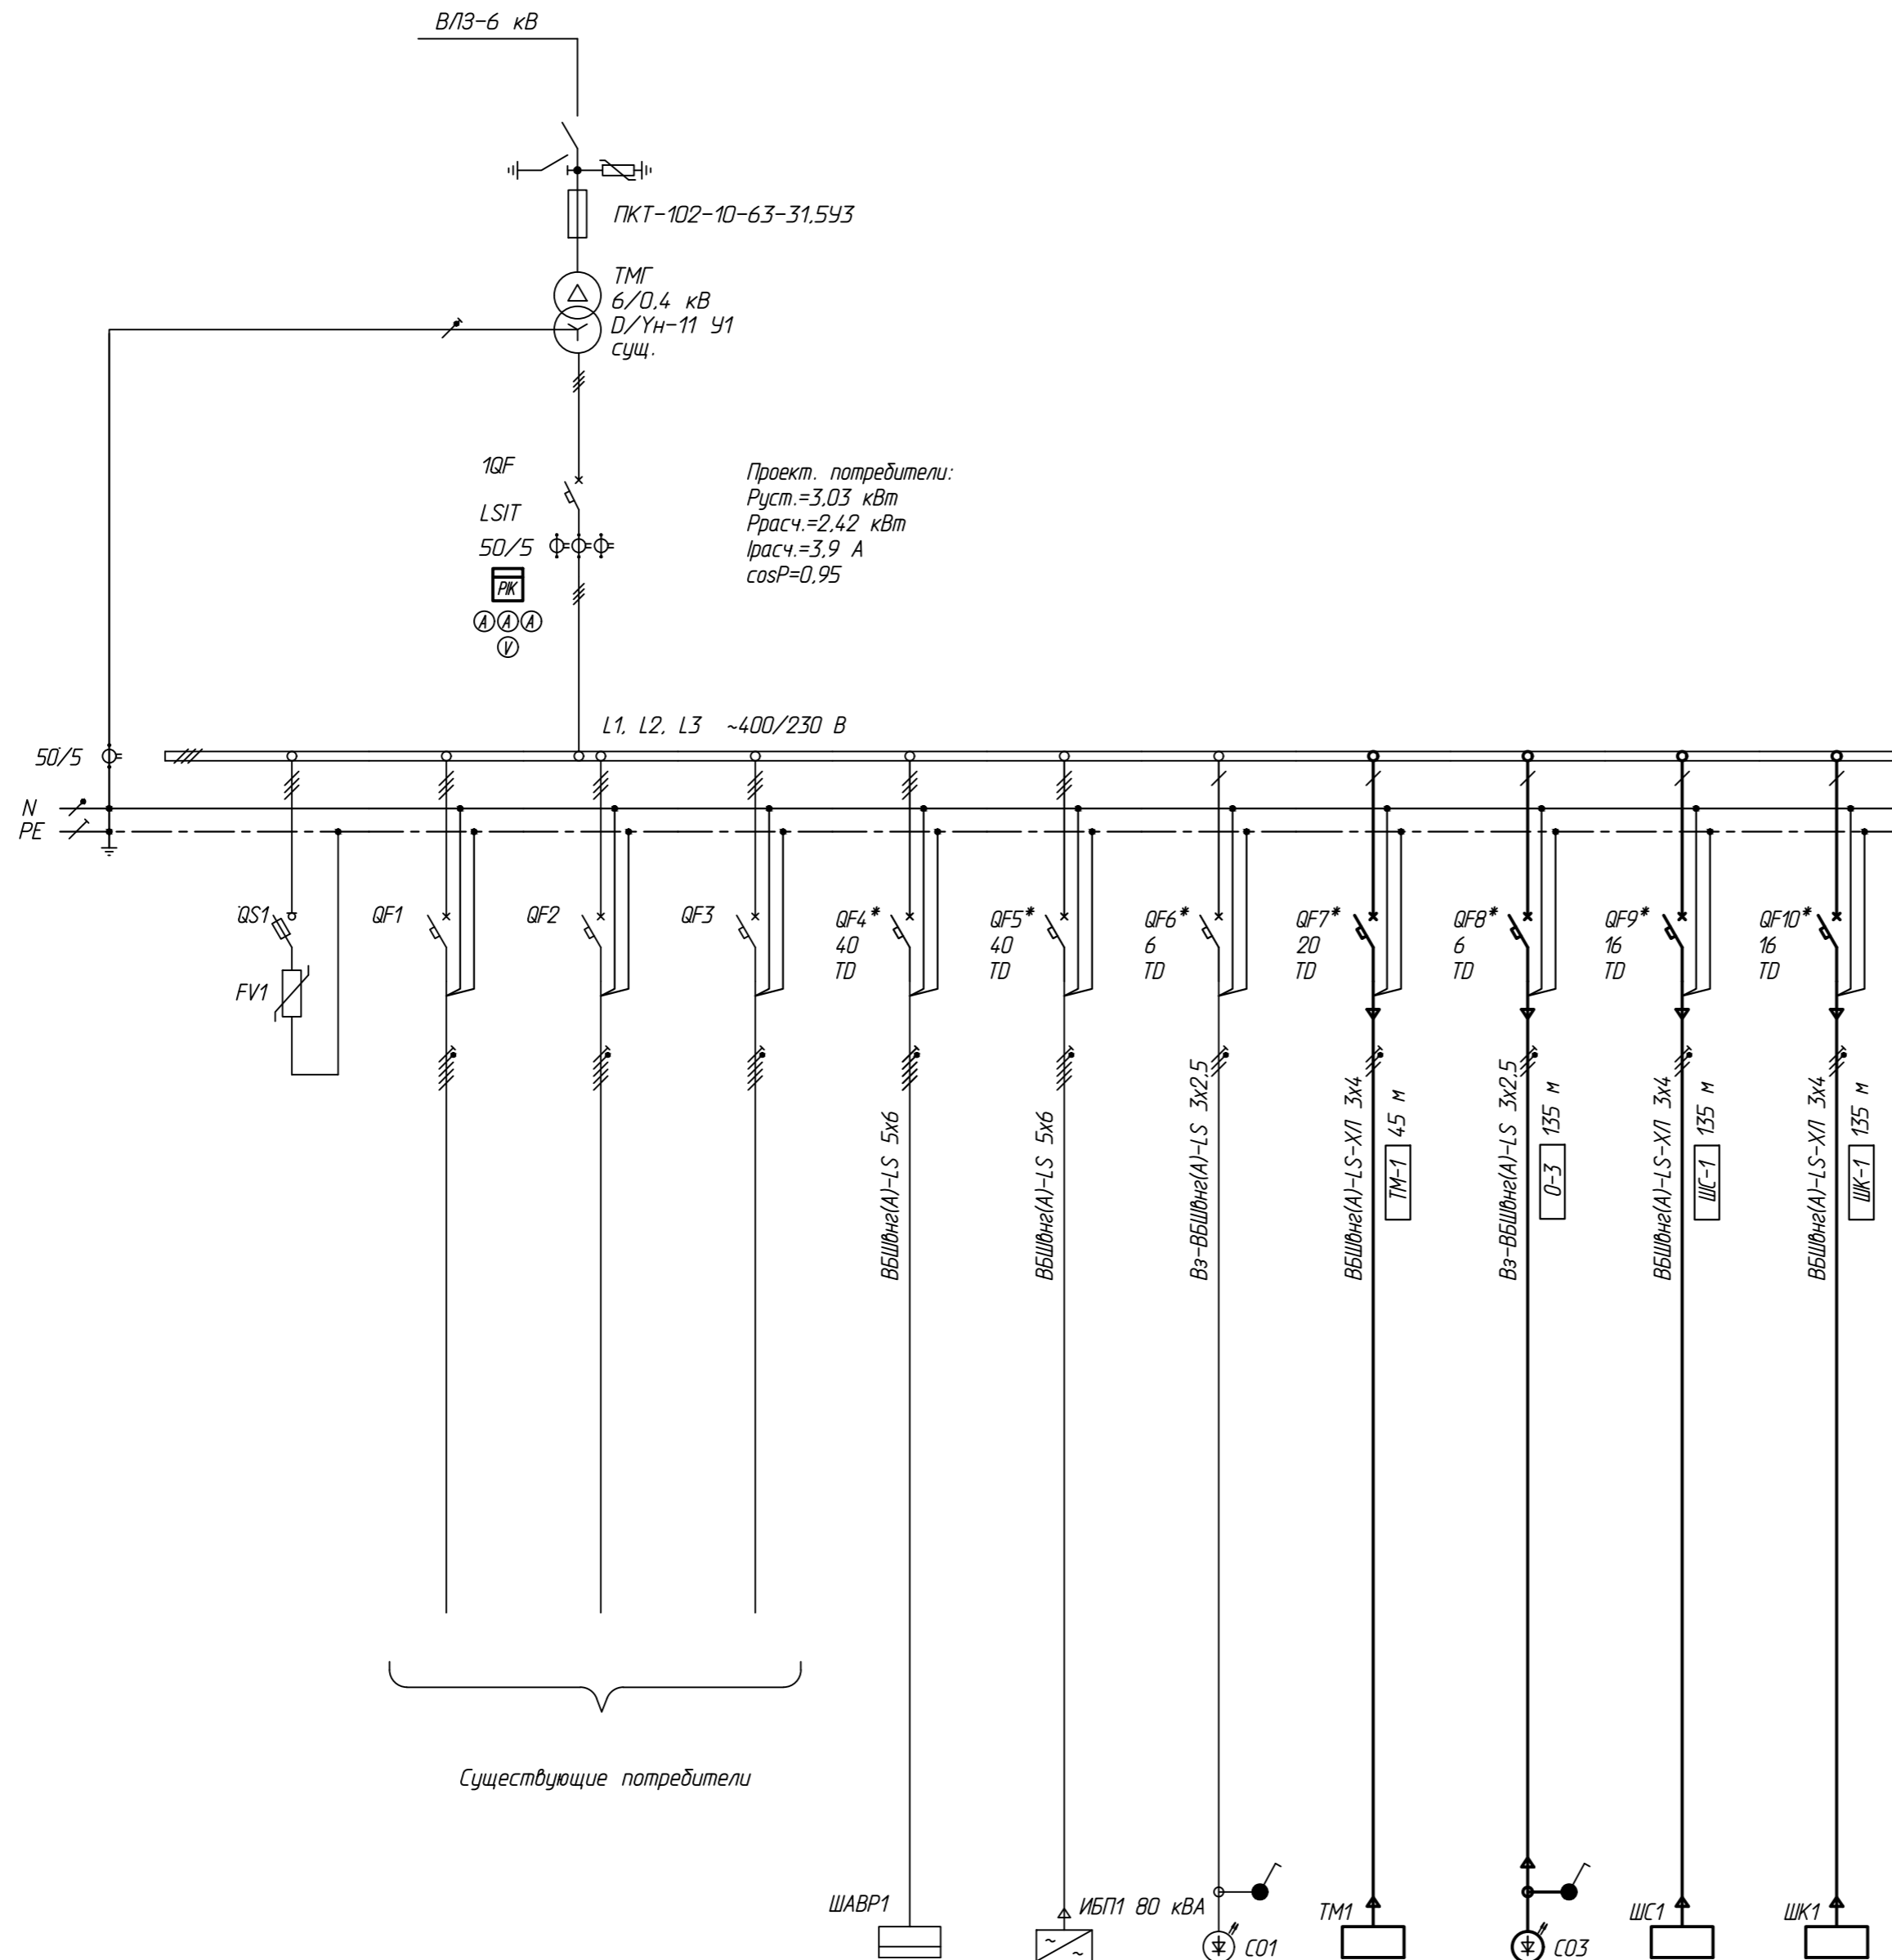 ВЛЗ-6 кВ
ПКТ-102-10-63-31,5У3
ТМГ
6/0,4 кВ
D/Yн-11 У1
сущ.
1QF
LSIT
50/5
PIK
A A A
V
Проект. потребители:
Руст.=3,03 кВт
Ррасч.=2,42 кВт
Iрасч.=3,9 А
cosP=0,95
L1, L2, L3 ~400/230 В
50/5
N
PE
QS1
FV1
QF1
QF2
QF3
QF4*
40
TD
QF5*
40
TD
QF6*
6
TD
QF7*
20
TD
QF8*
6
TD
QF9*
16
TD
QF10*
16
TD
ВБШвнг(А)-LS 5х6
ВБШвнг(А)-LS 5х6
Вз-ВБШвнг(А)-LS 3х2,5
ВБШвнг(А)-LS-ХЛ 3х4
ТМ-1 45 м
Вз-ВБШвнг(А)-LS 3х2,5
О-3 135 м
ВБШвнг(А)-LS-ХЛ 3х4
ШС-1 135 м
ВБШвнг(А)-LS-ХЛ 3х4
ШК-1 135 м
Существующие потребители
ШАВР1
ИБП1 80 кВА
СО1
ТМ1
СО3
ШС1
ШК1